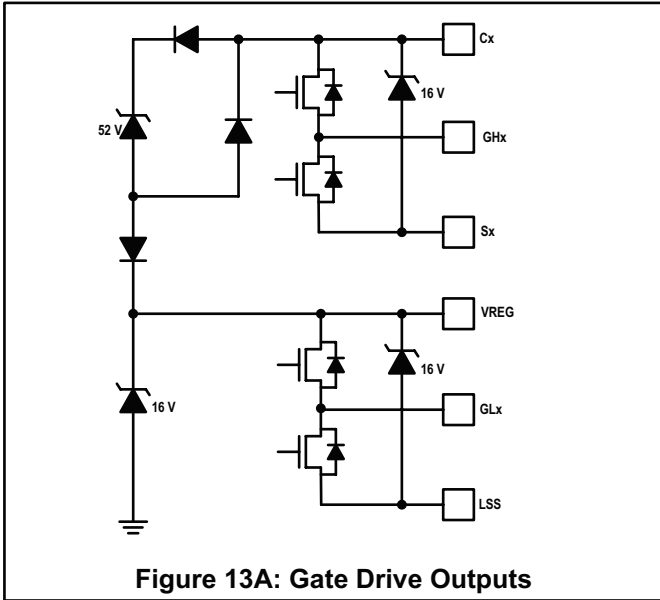 Cx
16 V
52 V
GHx
Sx
VREG
16 V
16 V
GLx
LSS
Figure 13A: Gate Drive Outputs